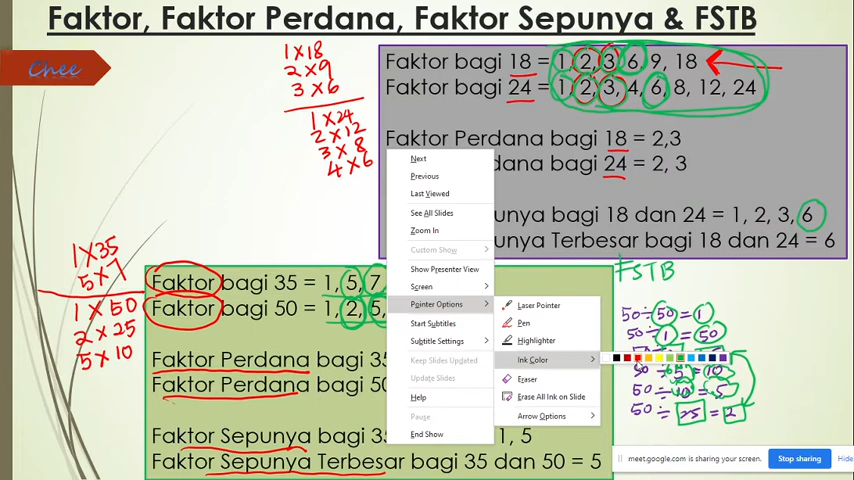 Faktor, Faktor Perdana, Faktor Sepunya & FSTB
Chee
1×18
2×9
3×6
1×24
2×12
3×8
4×6
Faktor bagi 18 = 1, 2, 3, 6, 9, 18
Faktor bagi 24 = 1, 2, 3, 4, 6, 8, 12, 24
Faktor Perdana bagi 18 = 2,3
dana bagi 24 = 2, 3
unya bagi 18 dan 24 = 1, 2, 3, 6
unya Terbesar bagi 18 dan 24 = 6
Next
Previous
Last Viewed
See All Slides
Zoom In
Custom Show
Show Presenter View
Screen
Pointer Options
Start Subtitles
Subtitle Settings
Keep Slides Updated
Update Slides
Help
Pause
End Show
Laser Pointer
Pen
Highlighter
Ink Color
Eraser
Erase All Ink on Slide
Arrow Options
1×35
5×7
1×50
2×25
5×10
Faktor bagi 35 = 1, 5, 7,
Faktor bagi 50 = 1, 2, 5,
Faktor Perdana bagi 35
Faktor Perdana bagi 50
Faktor Sepunya bagi 35 1, 5
Faktor Sepunya Terbesar bagi 35 dan 50 = 5
FSTB
50÷50=1
50÷1=50
50÷5=10
50÷10=5
50÷25=2
meet.google.com is sharing your screen.
Stop sharing
Hide